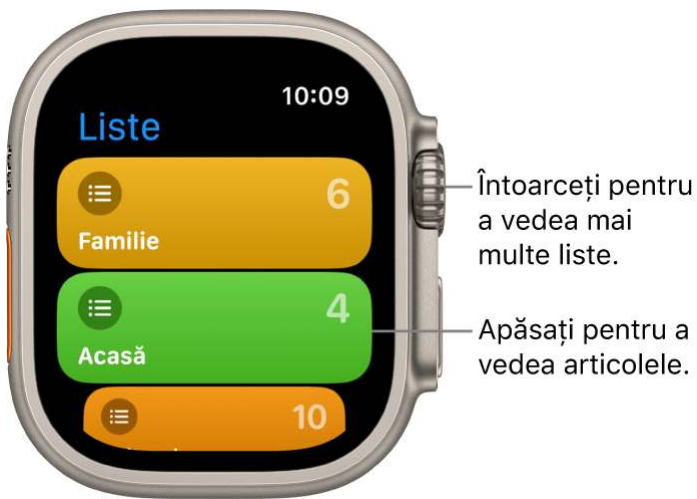 10:09
Liste
6
Familie
4
Acasă
10
Întoarceți pentru
a vedea mai
multe liste.
Apăsați pentru a
vedea articolele.